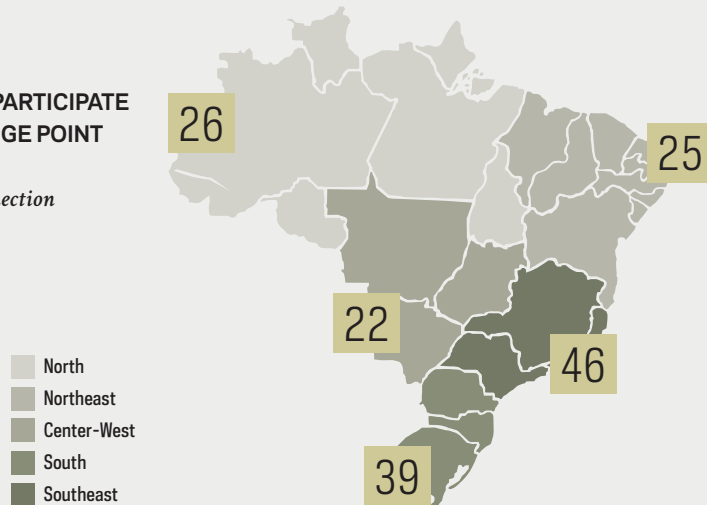 PARTICIPATE
GE POINT
ection
26
25
22
46
39
North
Northeast
Center-West
South
Southeast